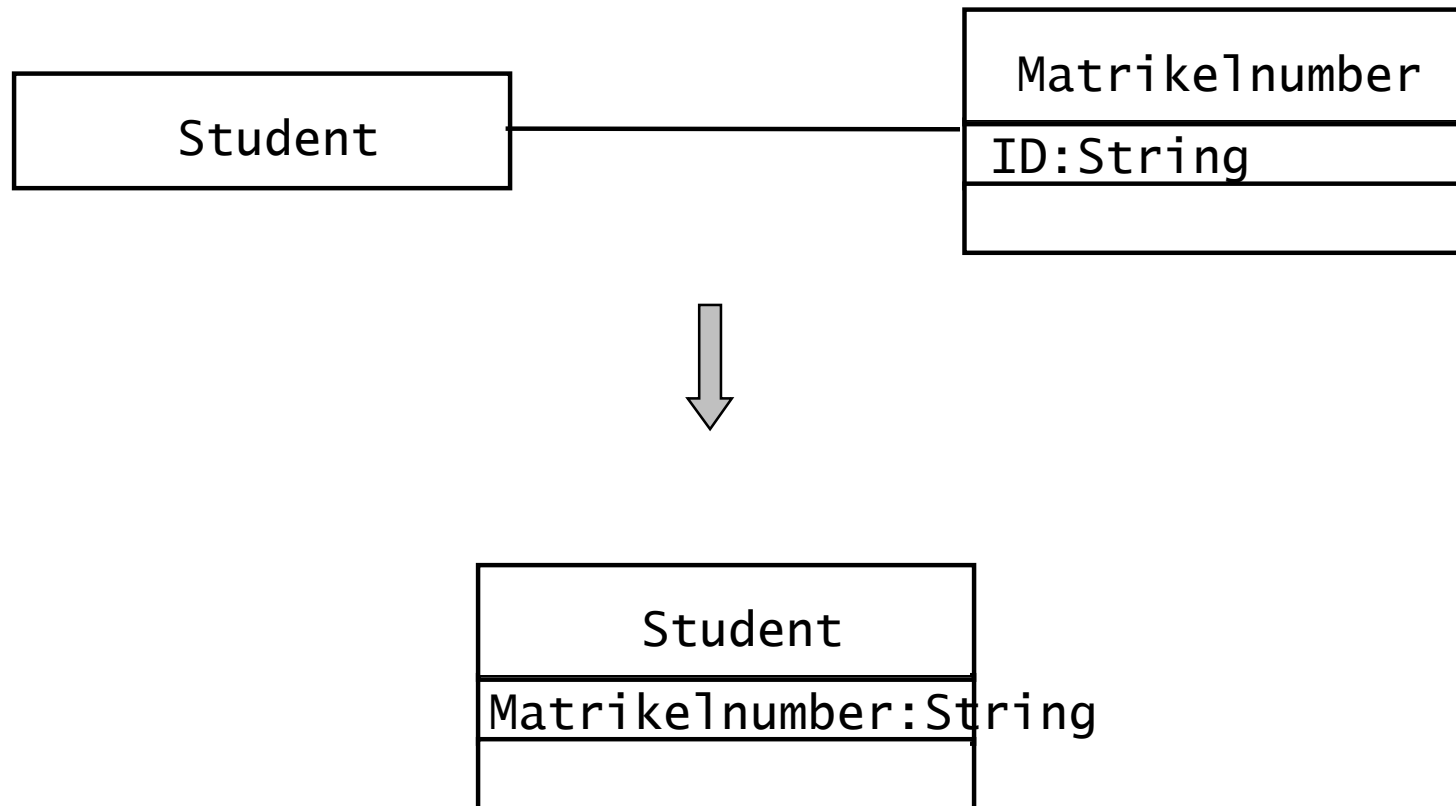 Student
Matrikelnumber
ID:String
Student
Matrikelnumber:String